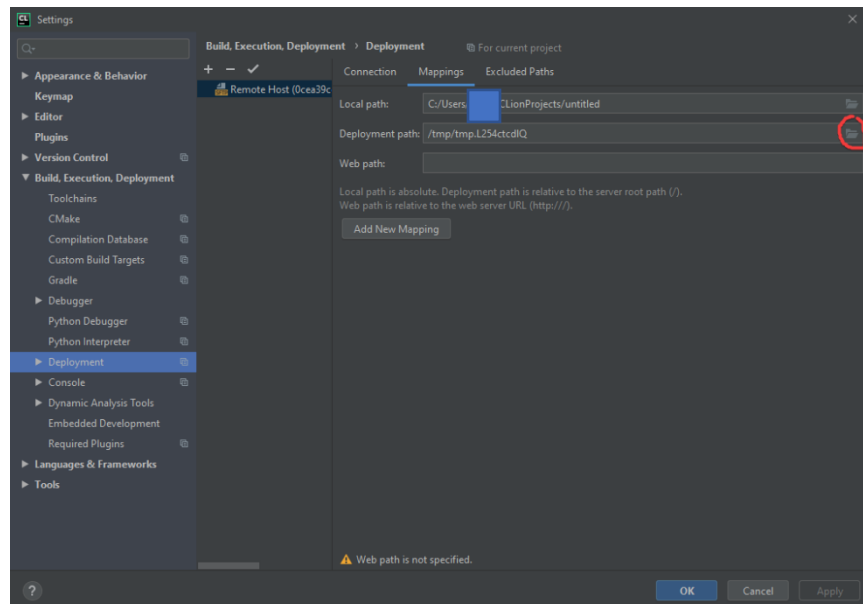 CL Settings
Build, Execution, Deployment › Deployment For current project
Appearance & Behavior
Keymap
Editor
Plugins
Version Control
Build, Execution, Deployment
Toolchains
CMake
Compilation Database
Custom Build Targets
Gradle
Debugger
Python Debugger
Python Interpreter
Deployment
Console
Dynamic Analysis Tools
Embedded Development
Required Plugins
Languages & Frameworks
Tools
Remote Host (0cea39c
Connection Mappings Excluded Paths
Local path: C:/Users/ CLionProjects/untitled
Deployment path: /tmp/tmp.L254ctcdIQ
Web path:
Local path is absolute. Deployment path is relative to the server root path (/).
Web path is relative to the web server URL (http:///).
Add New Mapping
Web path is not specified.
?
OK Cancel Apply